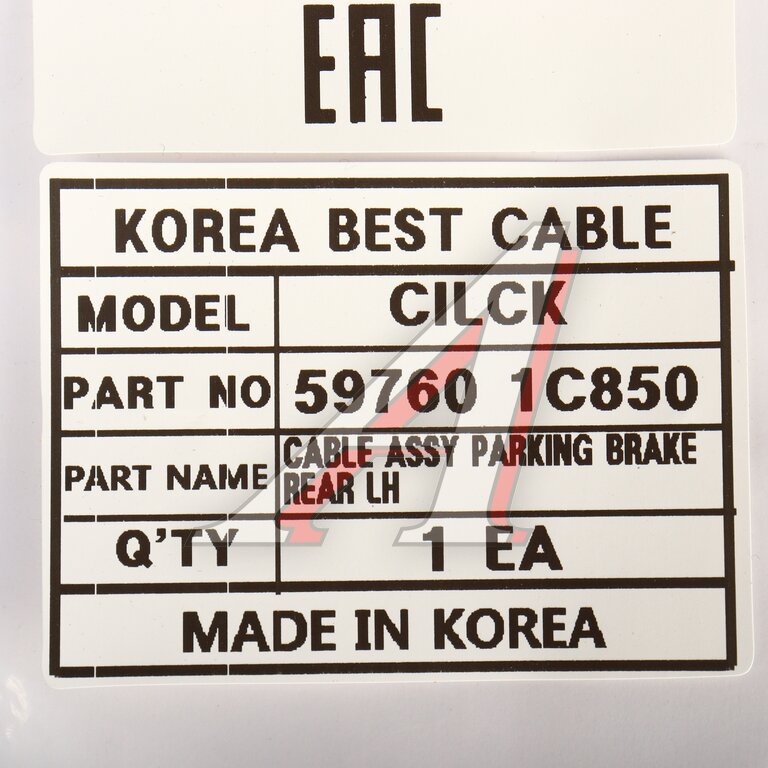 EAC
KOREA BEST CABLE
MODEL CILCK
PART NO 59760 1C850
PART NAME CABLE ASSY PARKING BRAKE
REAR LH
Q'TY 1 EA
MADE IN KOREA